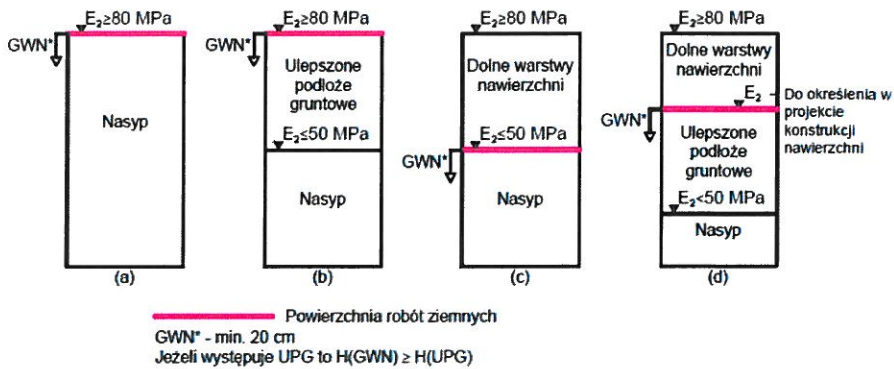 E₂≥80 MPa
GWN*
Nasyp
(a)
E₂≥80 MPa
GWN*
Ulepszone
podłoże
gruntowe
E₂≤50 MPa
Nasyp
(b)
E₂≥80 MPa
Dolne warstwy
nawierzchni
E₂≤50 MPa
GWN*
Nasyp
(c)
E₂≥80 MPa
Dolne warstwy
nawierzchni
E₂ – Do określenia w
projekcie
konstrukcji
nawierzchni
GWN*
Ulepszone
podłoże
gruntowe
E₂<50 MPa
Nasyp
(d)
Powierzchnia robót ziemnych
GWN* - min. 20 cm
Jeżeli występuje UPG to H(GWN) ≥ H(UPG)